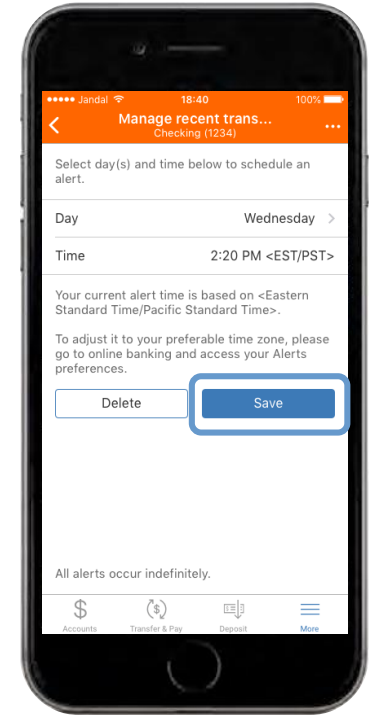 Jandal 18:40 100%
Manage recent trans...
Checking (1234)
Select day(s) and time below to schedule an
alert.
Day Wednesday
Time 2:20 PM <EST/PST>
Your current alert time is based on <Eastern
Standard Time/Pacific Standard Time>.
To adjust it to your preferable time zone, please
go to online banking and access your Alerts
preferences.
Delete Save
All alerts occur indefinitely.
Accounts Transfer & Pay Deposit More